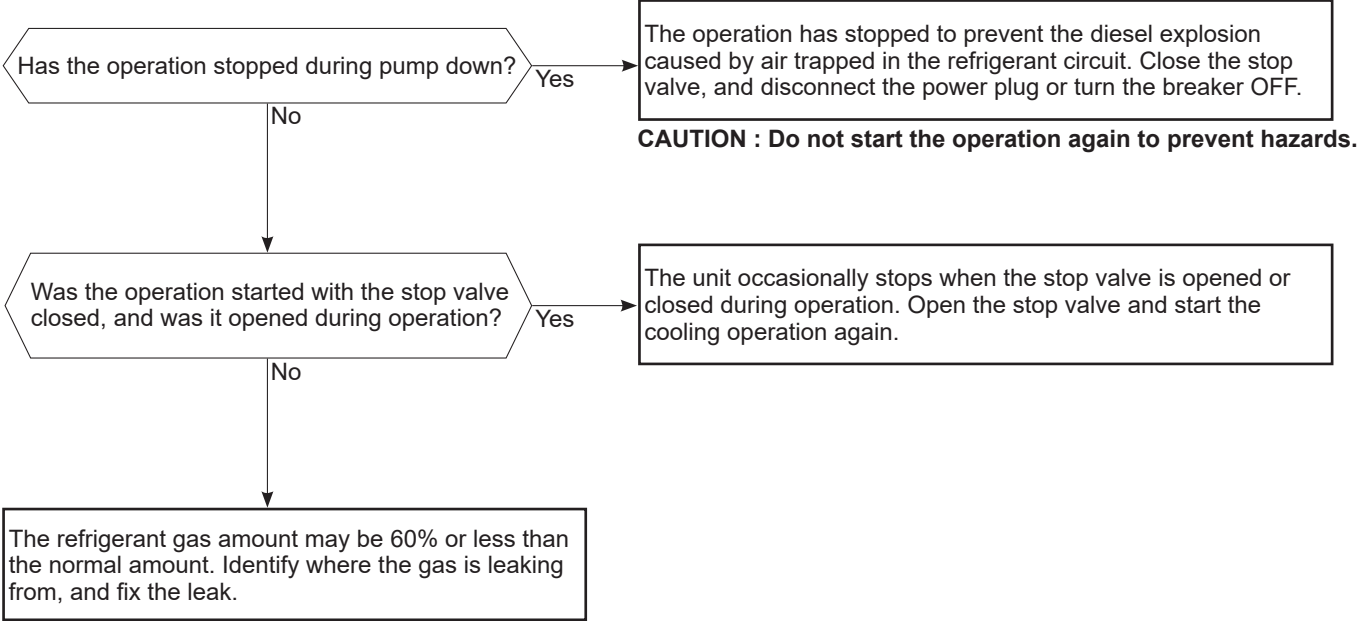 Has the operation stopped during pump down?
Yes
The operation has stopped to prevent the diesel explosion
caused by air trapped in the refrigerant circuit. Close the stop
valve, and disconnect the power plug or turn the breaker OFF.
CAUTION : Do not start the operation again to prevent hazards.
No
Was the operation started with the stop valve
closed, and was it opened during operation?
Yes
The unit occasionally stops when the stop valve is opened or
closed during operation. Open the stop valve and start the
cooling operation again.
No
The refrigerant gas amount may be 60% or less than
the normal amount. Identify where the gas is leaking
from, and fix the leak.